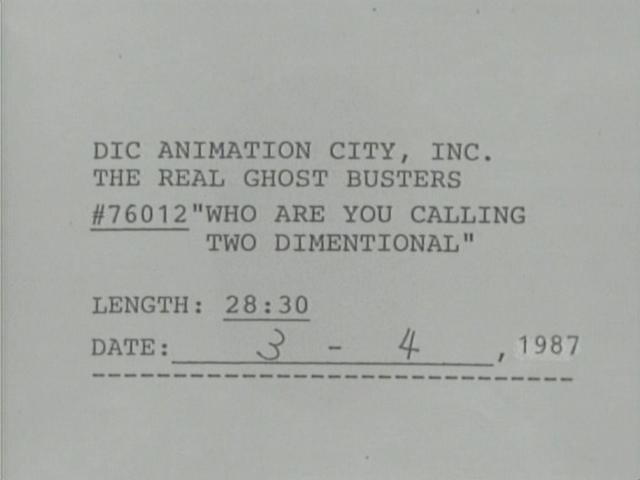 DIC ANIMATION CITY, INC.
THE REAL GHOST BUSTERS
#76012 "WHO ARE YOU CALLING
TWO DIMENTIONAL"
LENGTH: 28:30
DATE: 3 - 4, 1987